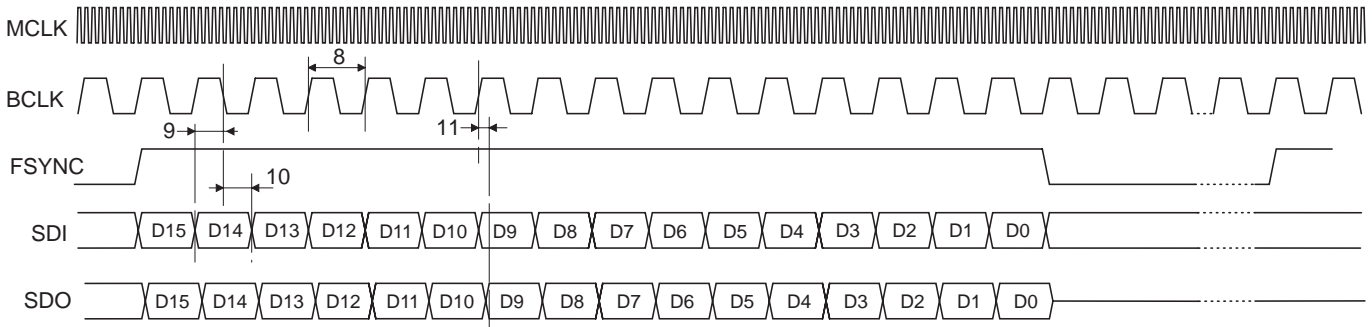 MCLK
8
BCLK
9
11
FSYNC
10
SDI D15 D14 D13 D12 D11 D10 D9 D8 D7 D6 D5 D4 D3 D2 D1 D0
SDO D15 D14 D13 D12 D11 D10 D9 D8 D7 D6 D5 D4 D3 D2 D1 D0